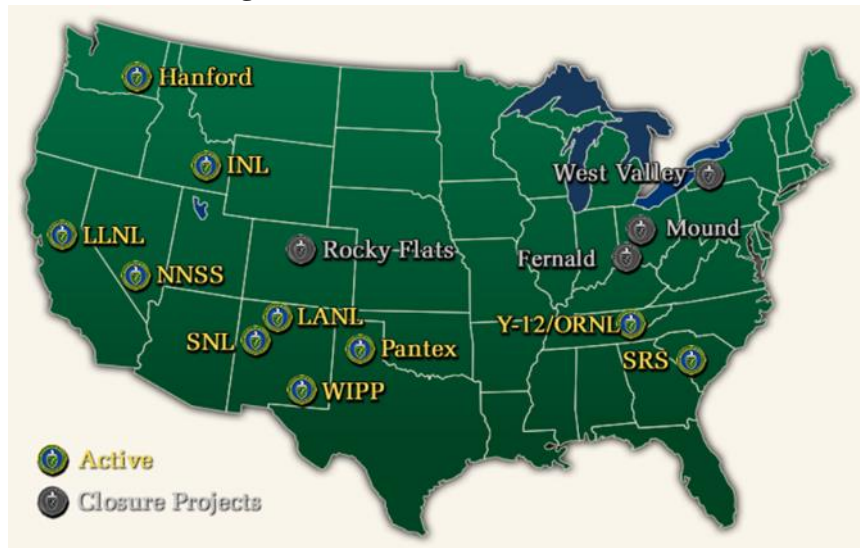 Hanford
INL
West Valley
LLNL
Mound
Rocky Flats
Fernald
NNSS
LANL
Y-12/ORNL
SNL
Pantex
SRS
WIPP
Active
Closure Projects